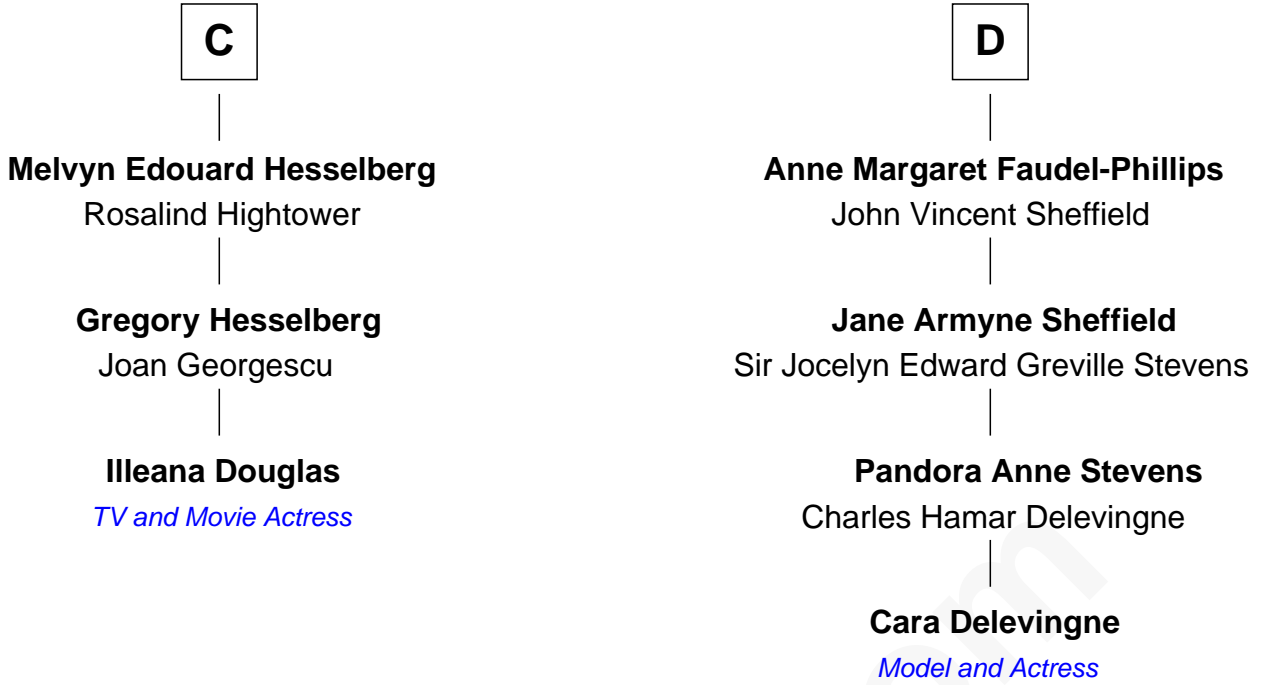 C
Melvyn Edouard Hesselberg
Rosalind Hightower
Gregory Hesselberg
Joan Georgescu
Illeana Douglas
TV and Movie Actress
D
Anne Margaret Faudel-Phillips
John Vincent Sheffield
Jane Armyne Sheffield
Sir Jocelyn Edward Greville Stevens
Pandora Anne Stevens
Charles Hamar Delevingne
Cara Delevingne
Model and Actress